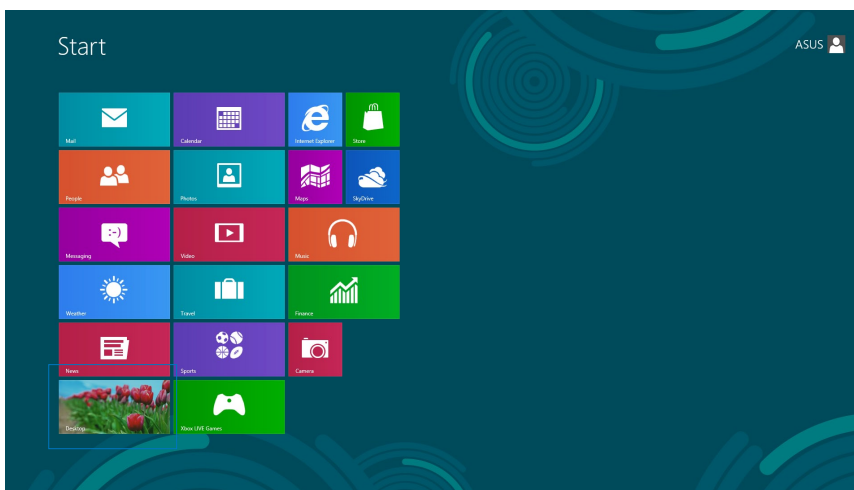 Start
ASUS
Mail
Calendar
Internet Explorer
Store
People
Photos
Maps
SkyDrive
Messaging
:-)
Video
Music
Weather
Travel
Finance
News
Sports
Camera
Desktop
Xbox LIVE Games